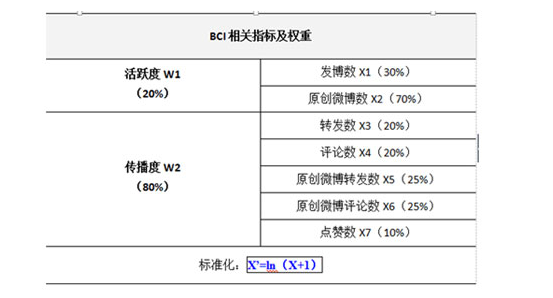 BCI 相关指标及权重
活跃度 W1
（20%）
发博数 X1（30%）
原创微博数 X2（70%）
传播度 W2
（80%）
转发数 X3（20%）
评论数 X4（20%）
原创微博转发数 X5（25%）
原创微博评论数 X6（25%）
点赞数 X7（10%）
标准化：X’=ln（X+1）